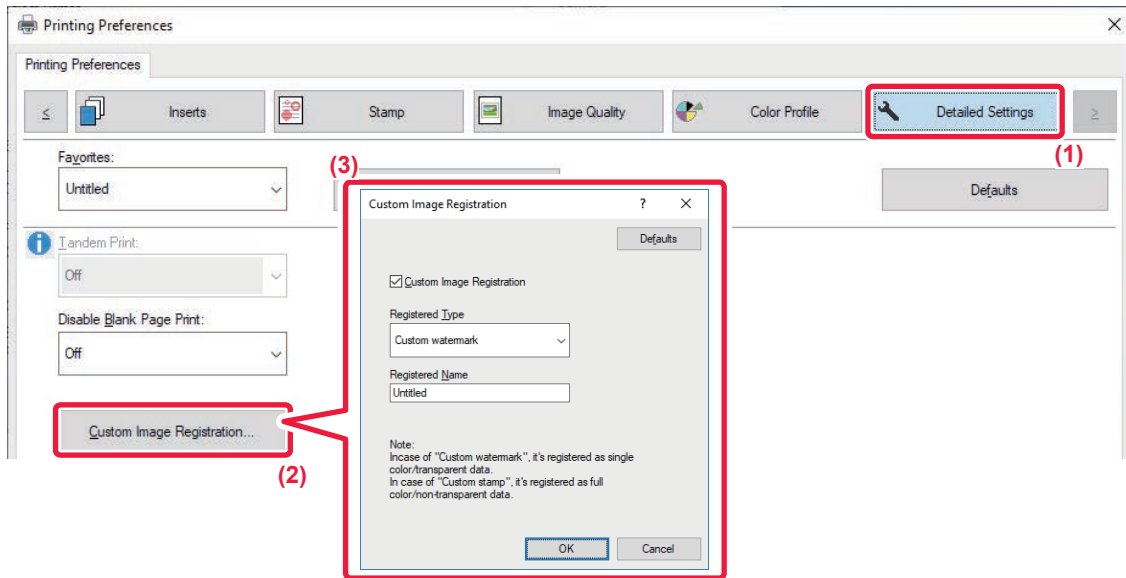 Printing Preferences
Printing Preferences
≤
Inserts
Stamp
Image Quality
Color Profile
Detailed Settings
≥
(1)
Favorites:
Untitled
Defaults
Tandem Print:
Off
Disable Blank Page Print:
Off
Custom Image Registration...
(2)
(3)
Custom Image Registration
?
Defaults
Custom Image Registration
Registered Type
Custom watermark
Registered Name
Untitled
Note:
Incase of "Custom watermark", it's registered as single
color/transparent data.
In case of "Custom stamp", it's registered as full
color/non-transparent data.
OK
Cancel